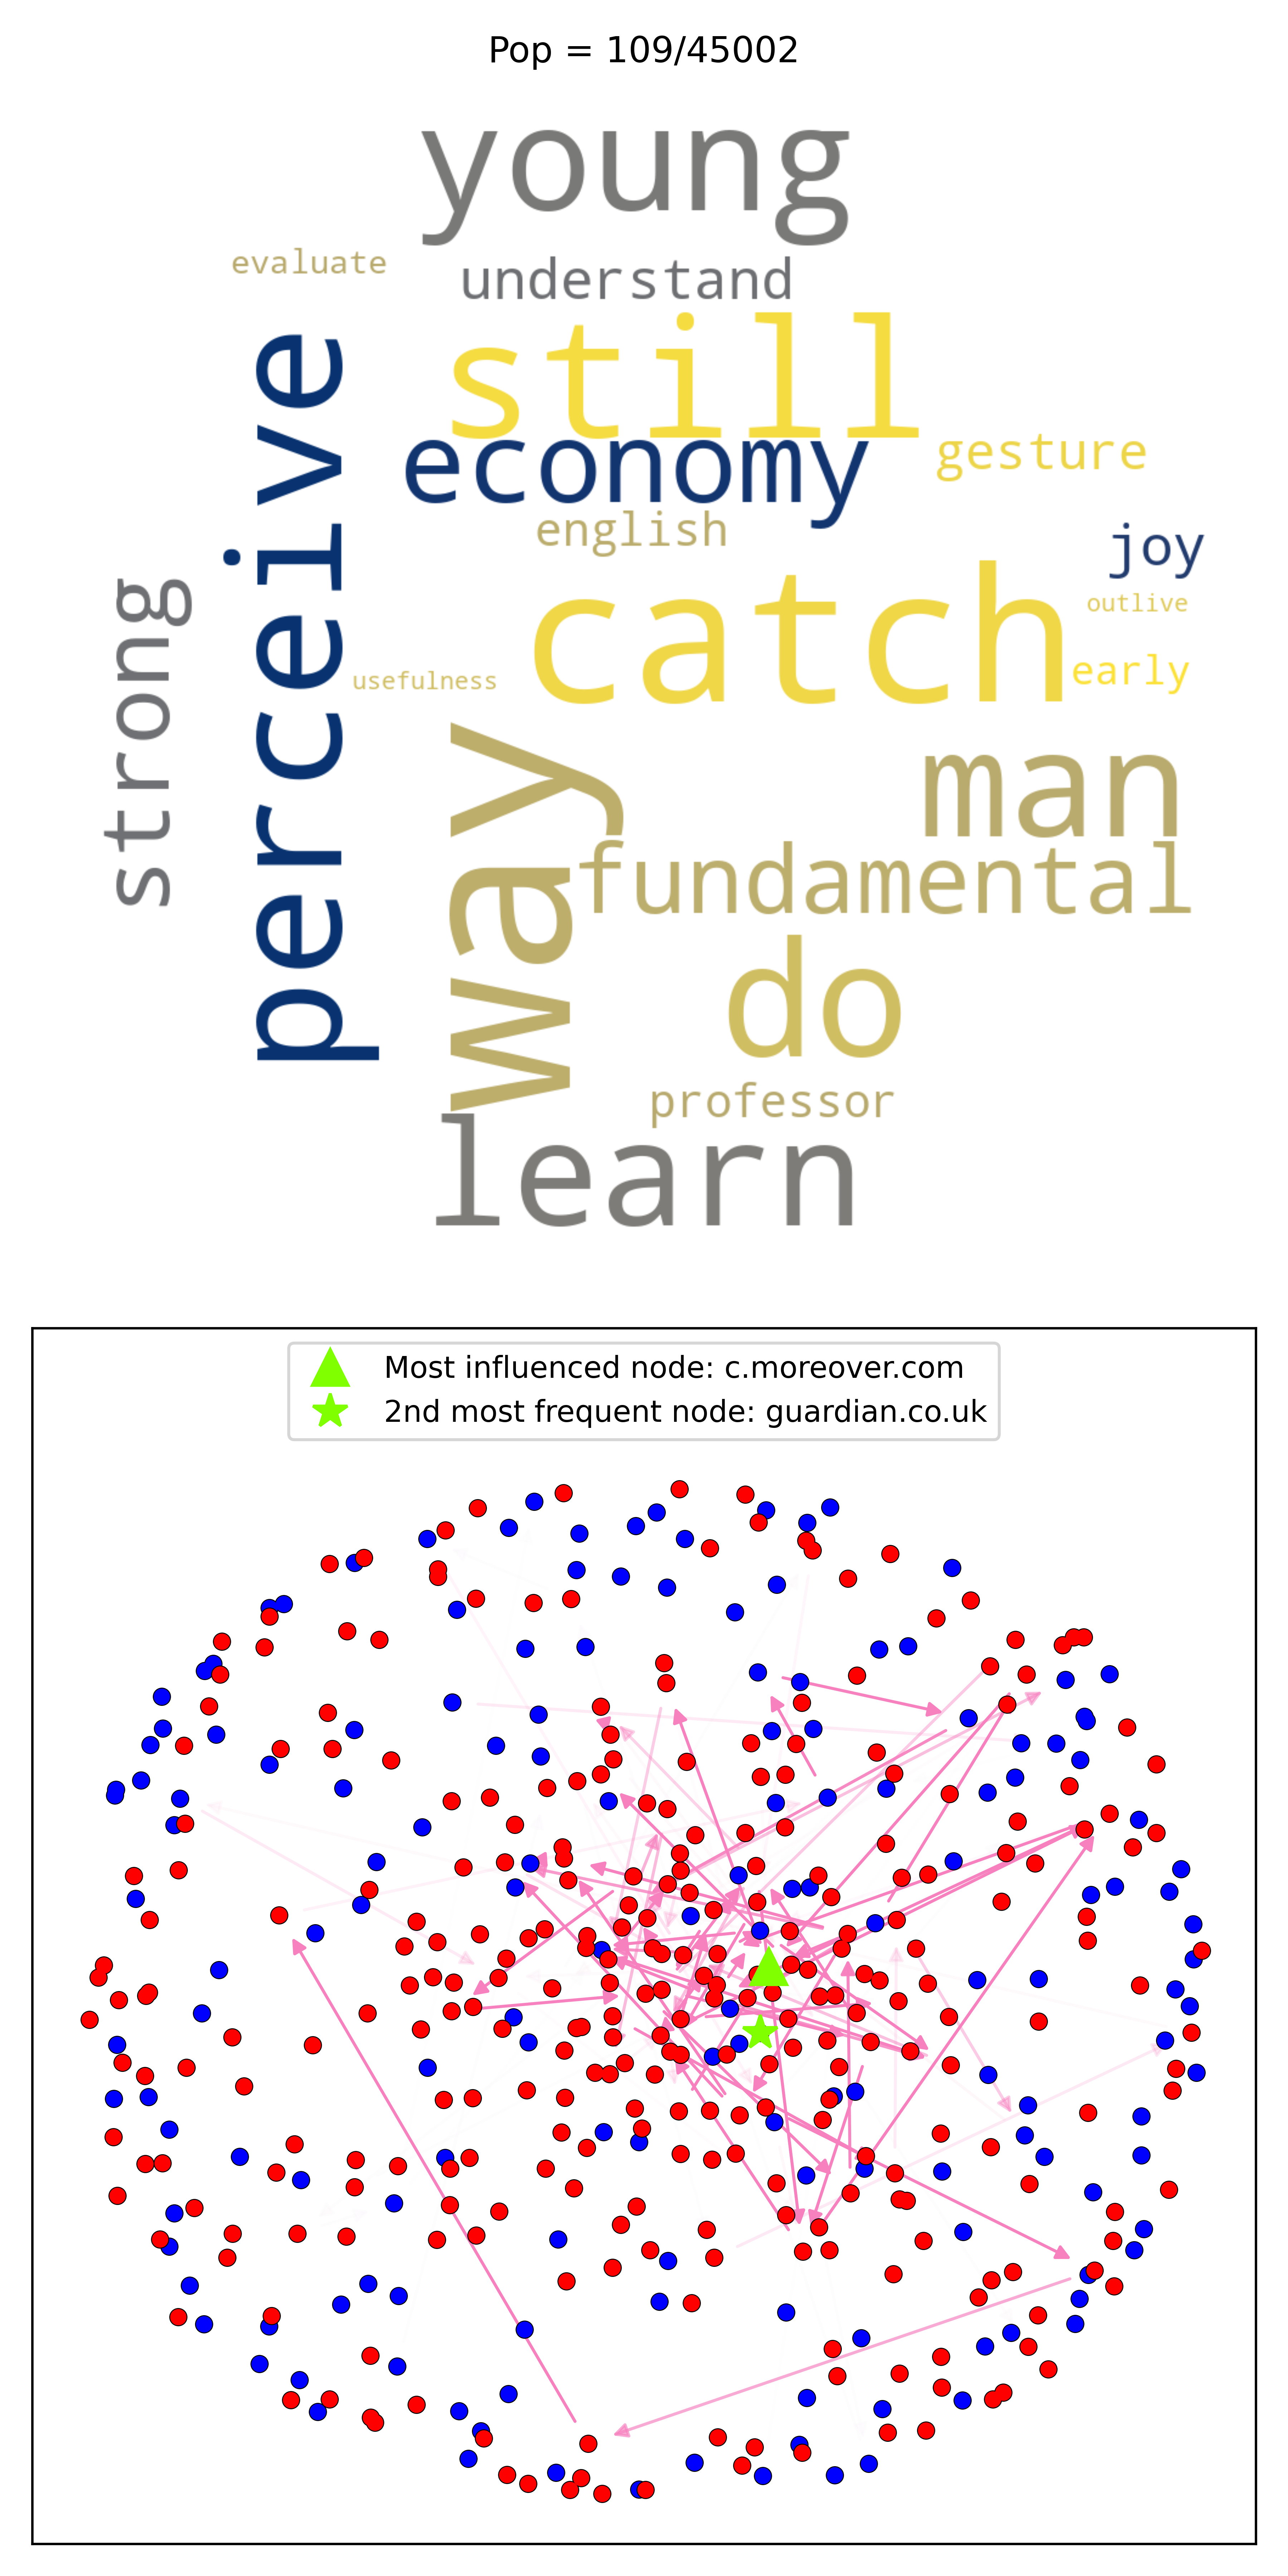 Pop = 109/45002
young
evaluate
understand
still
perceive
economy
gesture
english
joy
strong
catch
outlive
early
usefulness
way
man
fundamental
do
professor
learn
Most influenced node: c.moreover.com
2nd most frequent node: guardian.co.uk